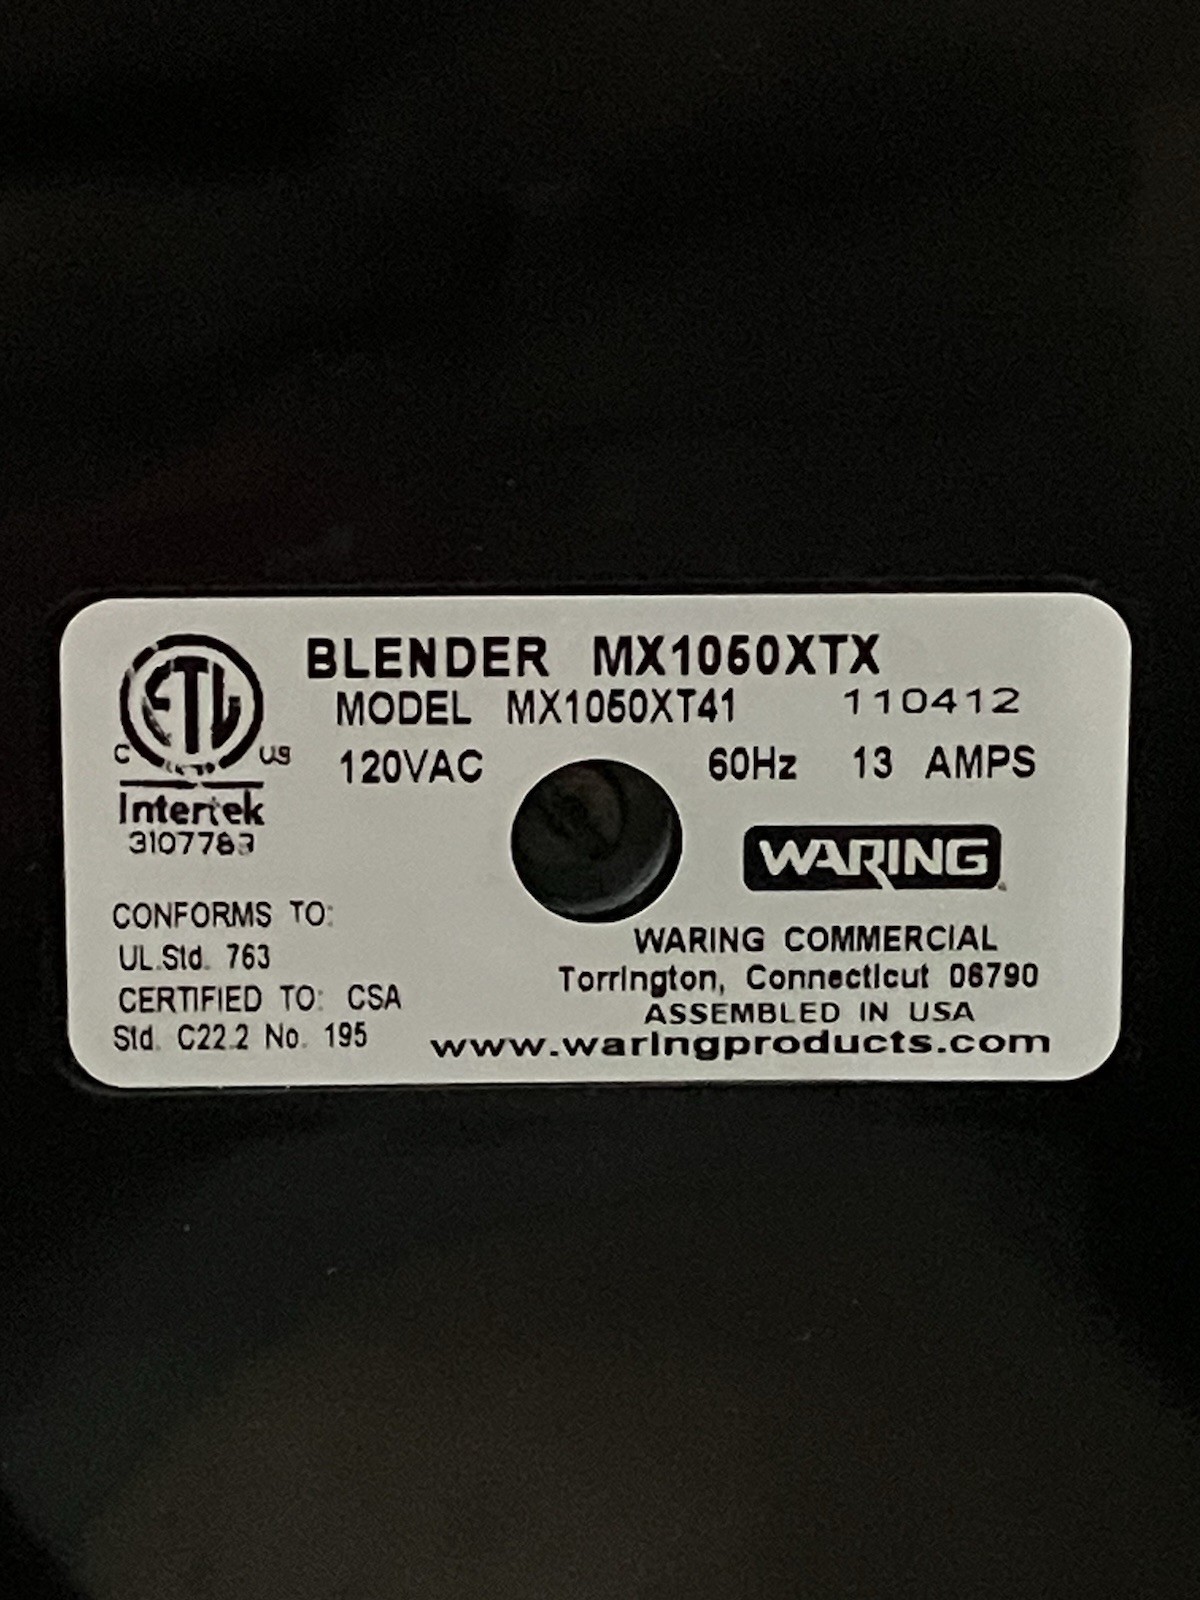 BLENDER MX1050XTX
MODEL MX1050XT41 110412
120VAC 60Hz 13 AMPS
ETL
C US
Intertek
3107783
WARING
CONFORMS TO:
UL.Std. 763
CERTIFIED TO: CSA
Std. C22.2 No. 195
WARING COMMERCIAL
Torrington, Connecticut 06790
ASSEMBLED IN USA
www.waringproducts.com